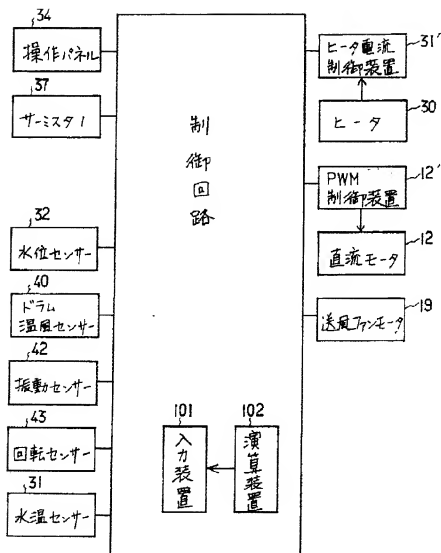 34
操作パネル
37
サーミスタ1
32
水位センサー
40
ドラム
温風センサー
42
振動センサー
43
回転センサー
31
水温センサー
制御回路
101
入力装置
102
演算装置
31'
ヒータ電流
制御装置
30
ヒータ
12'
PWM
制御装置
12
直流モータ
19
送風ファンモータ